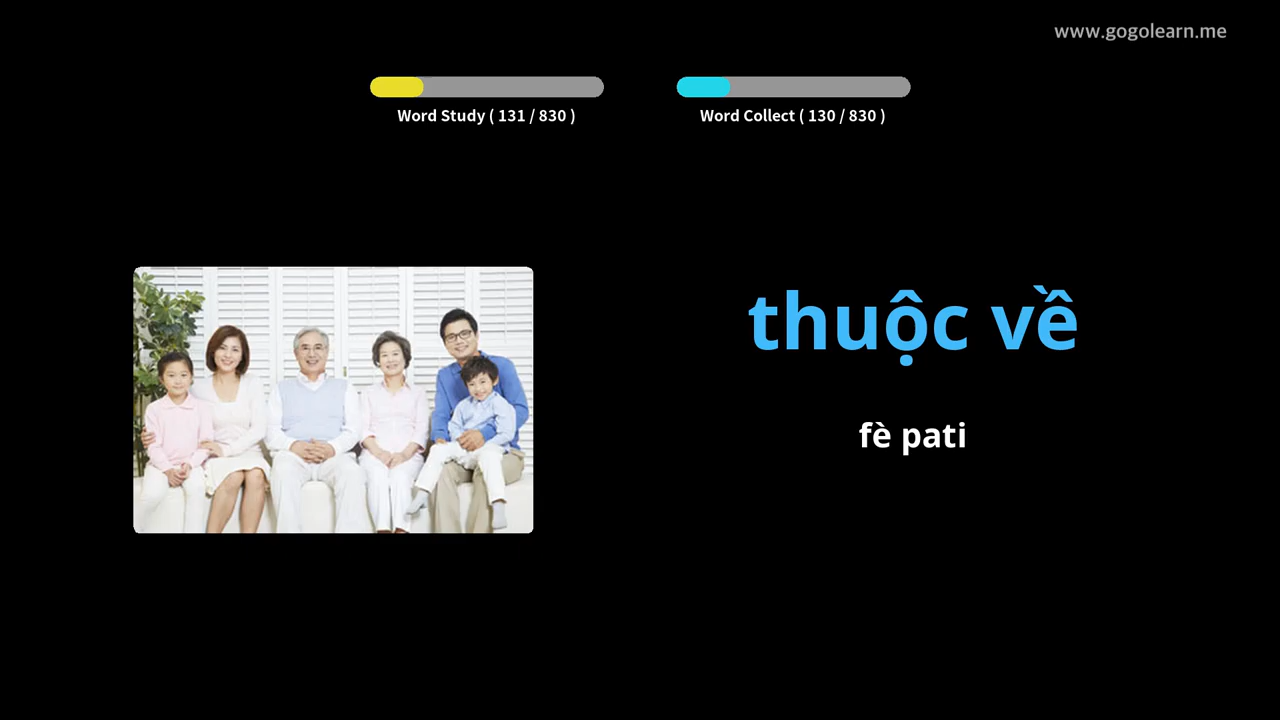 www.gogolearn.me
Word Study ( 131 / 830 )
Word Collect ( 130 / 830 )
thuộc về
fè pati